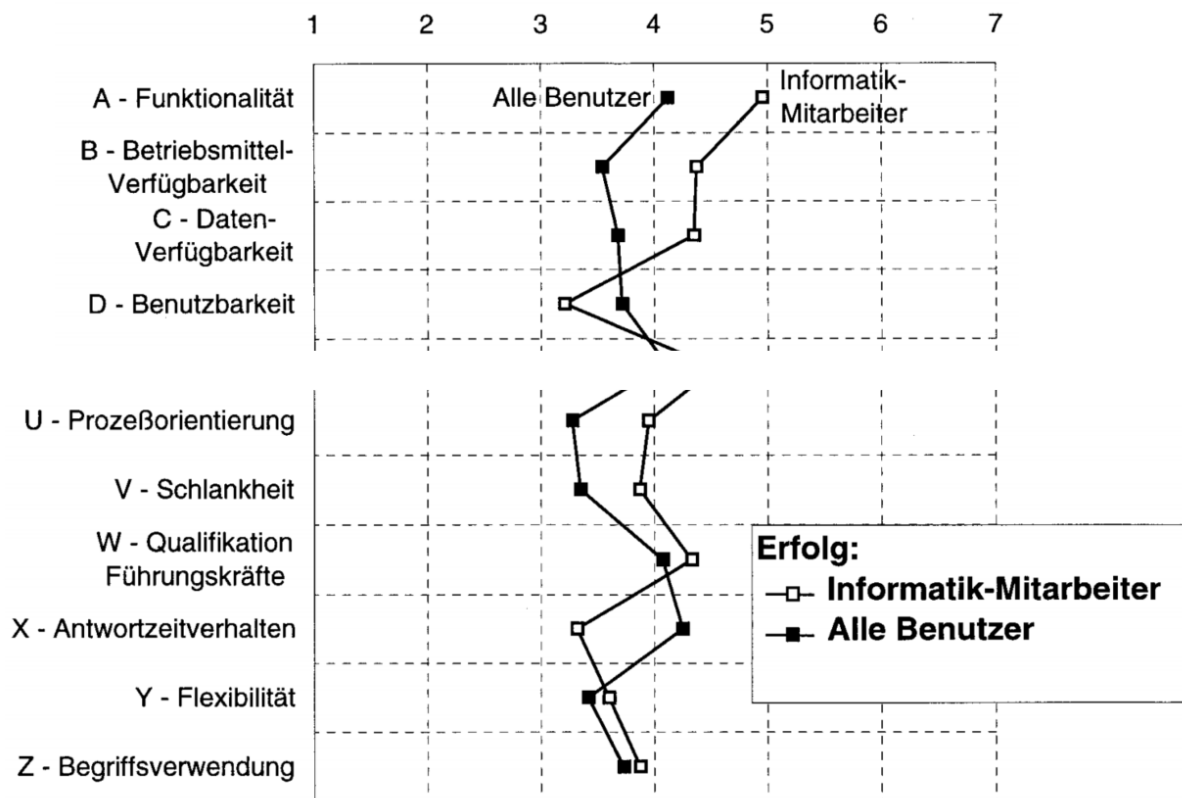 1 2 3 4 5 6 7
A - Funktionalität
Alle Benutzer
Informatik-
Mitarbeiter
B - Betriebsmittel-
Verfügbarkeit
C - Daten-
Verfügbarkeit
D - Benutzbarkeit
U - Prozeßorientierung
V - Schlankheit
W - Qualifikation
Führungskräfte
X - Antwortzeitverhalten
Y - Flexibilität
Z - Begriffsverwendung
Erfolg:
Informatik-Mitarbeiter
Alle Benutzer